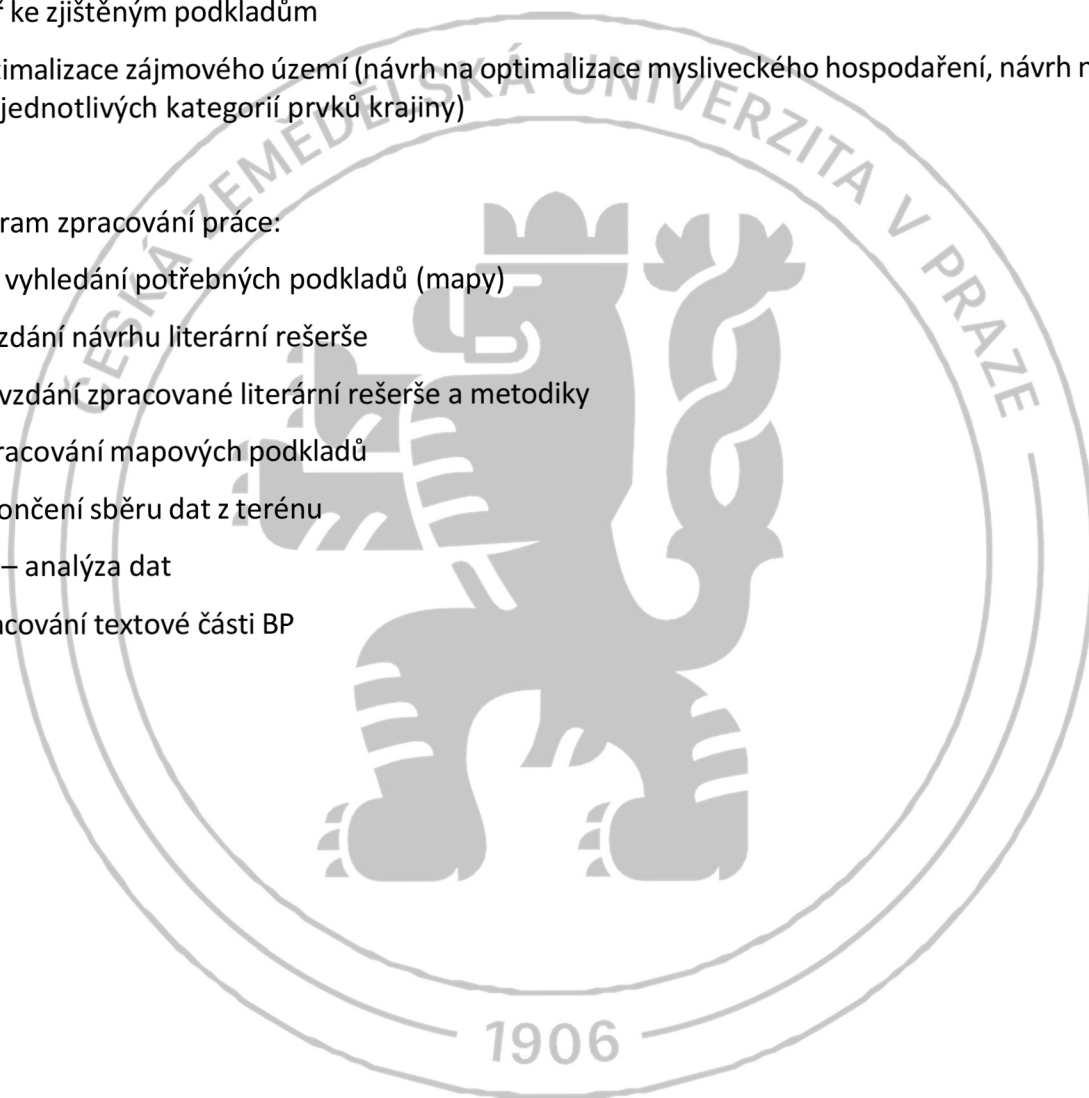 ke zjištěným podkladům
timalizace zájmového území (návrh na optimalizace mysliveckého hospodaření, návrh n
jednotlivých kategorií prvků krajiny)
ram zpracování práce:
vyhledání potřebných podkladů (mapy)
zdání návrhu literární rešerše
vzdání zpracované literární rešerše a metodiky
racování mapových podkladů
ončení sběru dat z terénu
– analýza dat
acování textové části BP
ČESKÁ ZEMĚDĚLSKÁ UNIVERZITA V PRAZE
1906